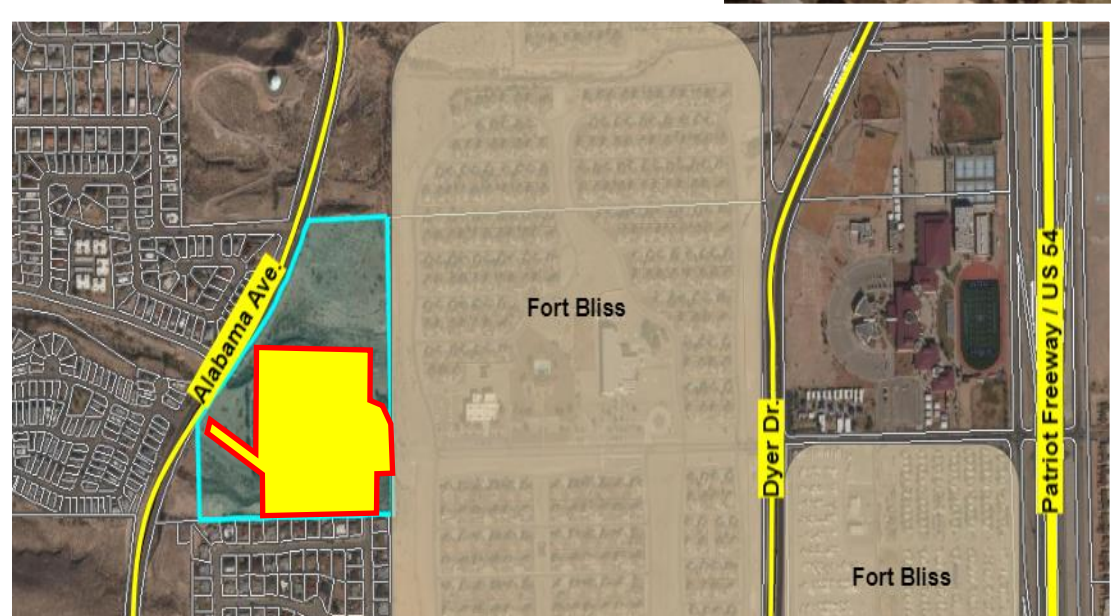 Alabama Ave.
Fort Bliss
Dyer Dr.
Patriot Freeway / US 54
Fort Bliss